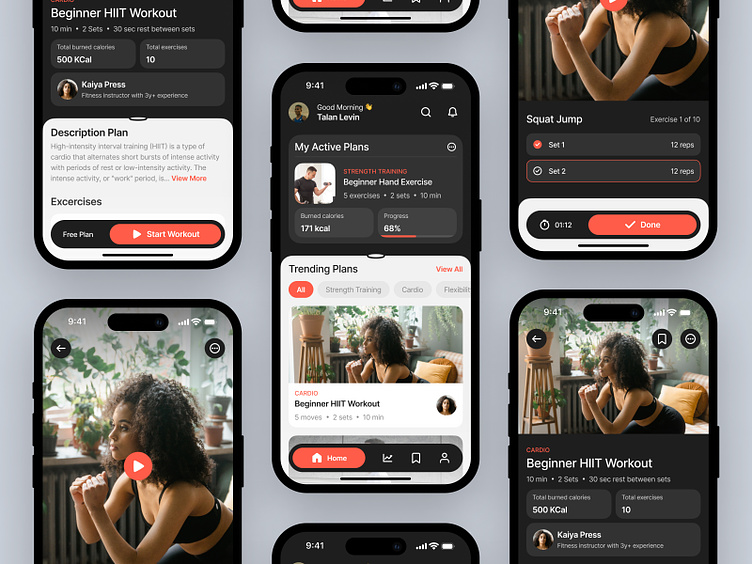 CARDIO
Beginner HIIT Workout
10 min • 2 Sets • 30 sec rest between sets
Total burned calories
500 KCal
Total exercises
10
Kaiya Press
Fitness instructor with 3y+ experience
Description Plan
High-intensity interval training (HIIT) is a type of
cardio that alternates short bursts of intense activity
with periods of rest or low-intensity activity. The
intense activity, or "work" period, is... View More
Excercises
Free Plan
Start Workout
9:41
9:41
Good Morning 👋
Talan Levin
My Active Plans
STRENGTH TRAINING
Beginner Hand Exercise
5 exercises • 2 sets • 10 min
Burned calories
171 kcal
Progress
68%
Trending Plans
View All
All
Strength Training
Cardio
Flexibilit
CARDIO
Beginner HIIT Workout
5 moves • 2 sets • 10 min
Home
9:41
Squat Jump
Exercise 1 of 10
Set 1
12 reps
Set 2
12 reps
01:12
Done
9:41
CARDIO
Beginner HIIT Workout
10 min • 2 Sets • 30 sec rest between sets
Total burned calories
500 KCal
Total exercises
10
Kaiya Press
Fitness instructor with 3y+ experience